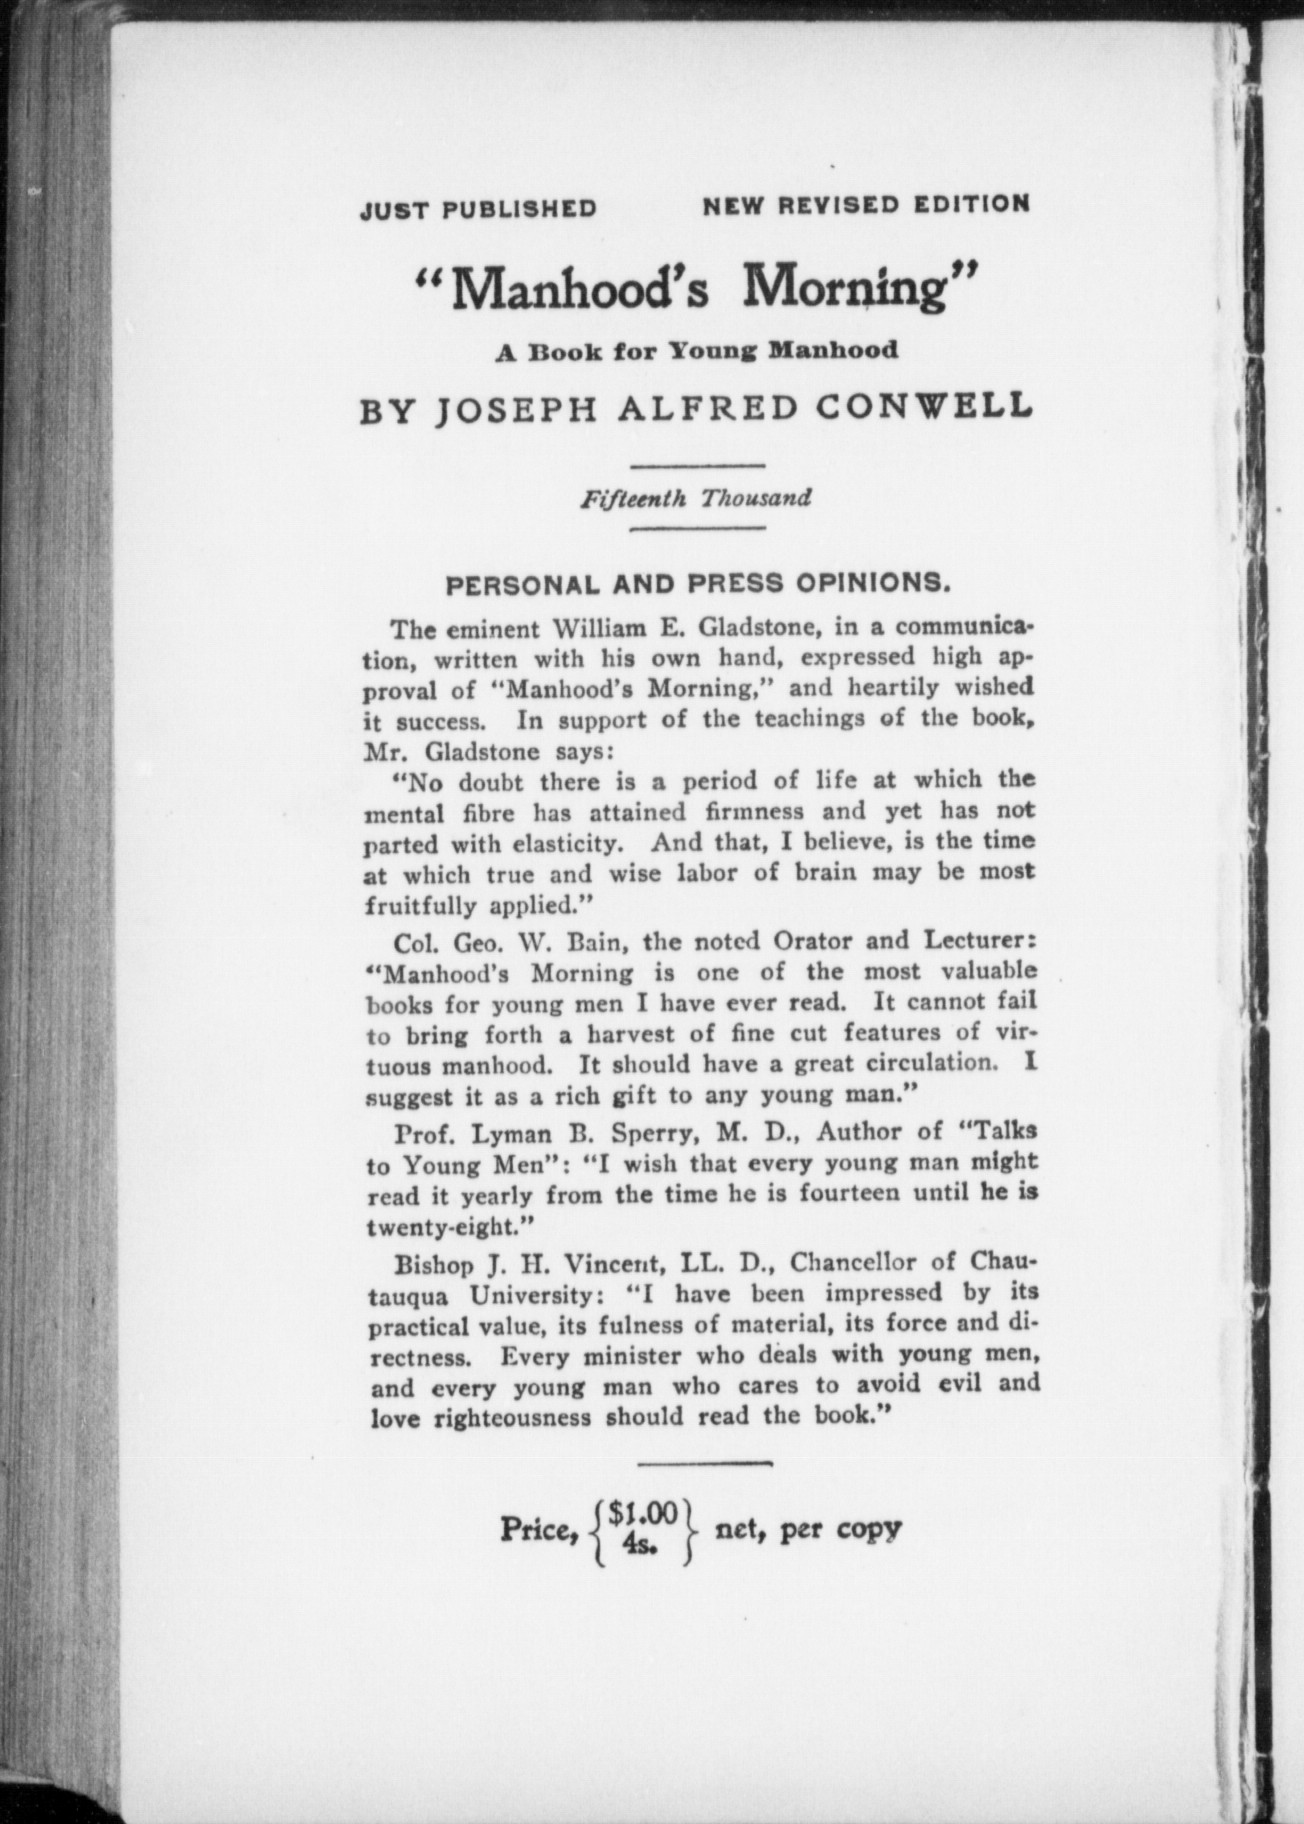 JUST PUBLISHED NEW REVISED EDITION
"Manhood's Morning"
A Book for Young Manhood
BY JOSEPH ALFRED CONWELL
Fifteenth Thousand
PERSONAL AND PRESS OPINIONS.
The eminent William E. Gladstone, in a communica-
tion, written with his own hand, expressed high ap-
proval of "Manhood's Morning," and heartily wished
it success. In support of the teachings of the book,
Mr. Gladstone says:
"No doubt there is a period of life at which the
mental fibre has attained firmness and yet has not
parted with elasticity. And that, I believe, is the time
at which true and wise labor of brain may be most
fruitfully applied."
Col. Geo. W. Bain, the noted Orator and Lecturer:
"Manhood's Morning is one of the most valuable
books for young men I have ever read. It cannot fail
to bring forth a harvest of fine cut features of vir-
tuous manhood. It should have a great circulation. I
suggest it as a rich gift to any young man."
Prof. Lyman B. Sperry, M. D., Author of "Talks
to Young Men": "I wish that every young man might
read it yearly from the time he is fourteen until he is
twenty-eight."
Bishop J. H. Vincent, LL. D., Chancellor of Chau-
tauqua University: "I have been impressed by its
practical value, its fulness of material, its force and di-
rectness. Every minister who deals with young men,
and every young man who cares to avoid evil and
love righteousness should read the book."
Price, { $1.00 } net, per copy
4s.